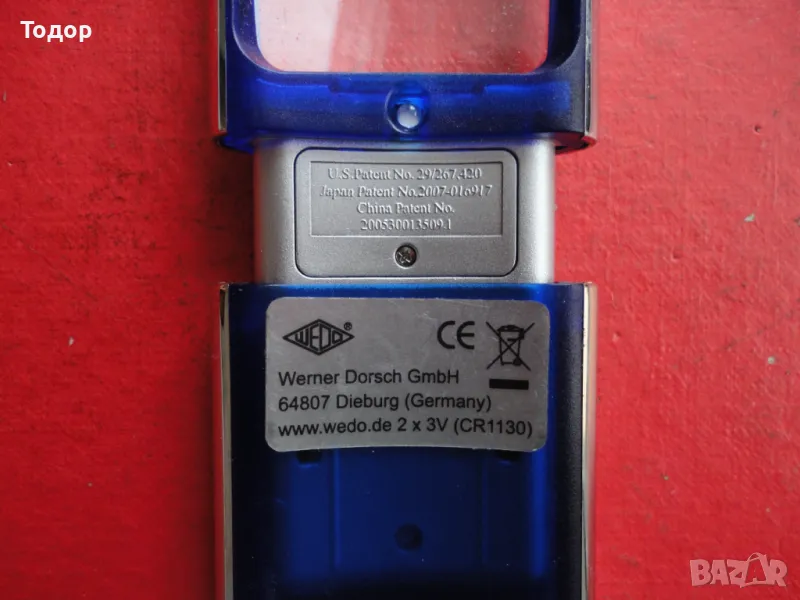 Тодор
U.S.Patent No. 29/267,420
Japan Patent No.2007-016917
China Patent No.
200530013509.1
WEDO®
CE
Werner Dorsch GmbH
64807 Dieburg (Germany)
www.wedo.de 2 x 3V (CR1130)
BAZAR